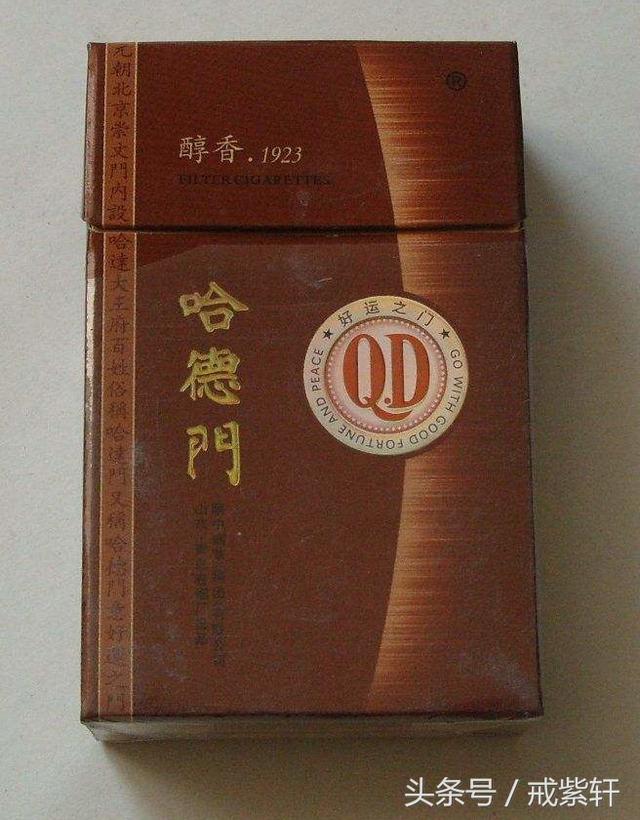 元朝北京崇文門內設哈達大王府百姓俗稱哈達門又稱哈德門意好運之門
®
醇香.1923
FILTER CIGARETTES
哈德門
好运之门
★ GO WITH GOOD FORTUNE AND PEACE ★
QD
头条号 / 戒紫轩